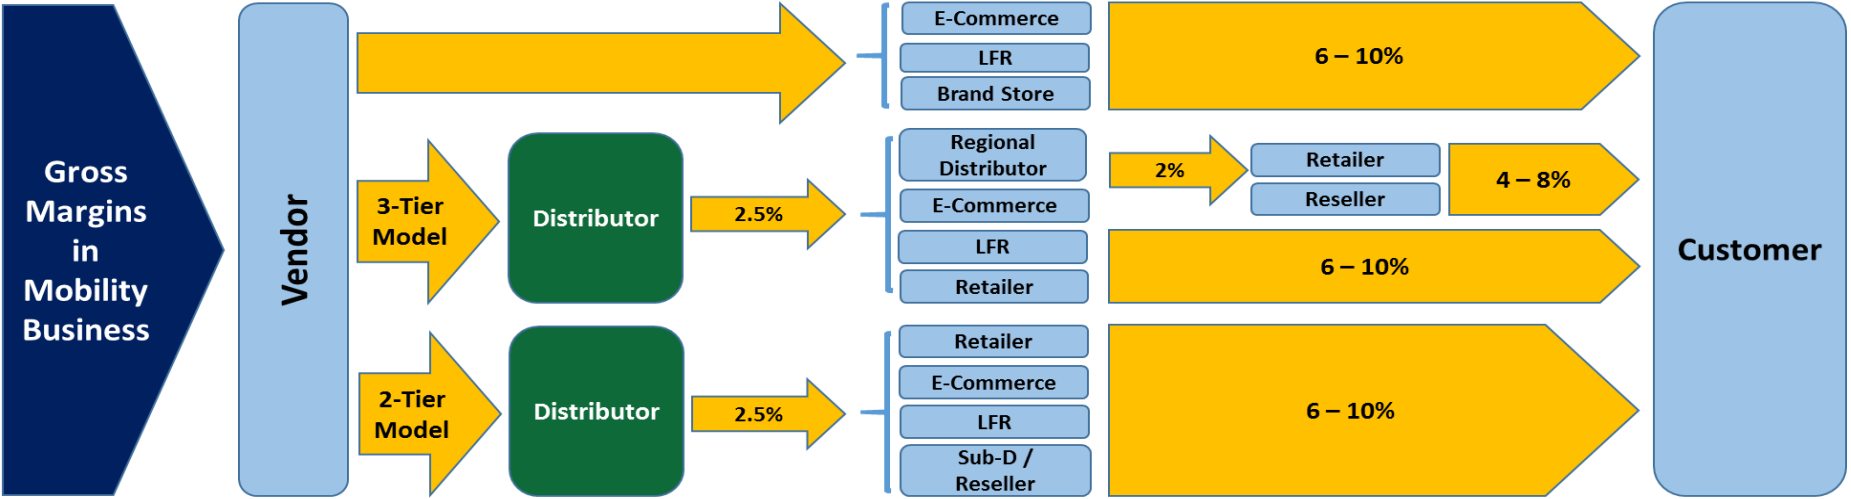 Gross
Margins
in
Mobility
Business
Vendor
E-Commerce
LFR
Brand Store
6 – 10%
3-Tier
Model
Distributor
2.5%
Regional
Distributor
E-Commerce
LFR
Retailer
2%
Retailer
Reseller
4 – 8%
6 – 10%
2-Tier
Model
Distributor
2.5%
Retailer
E-Commerce
LFR
Sub-D /
Reseller
6 – 10%
Customer